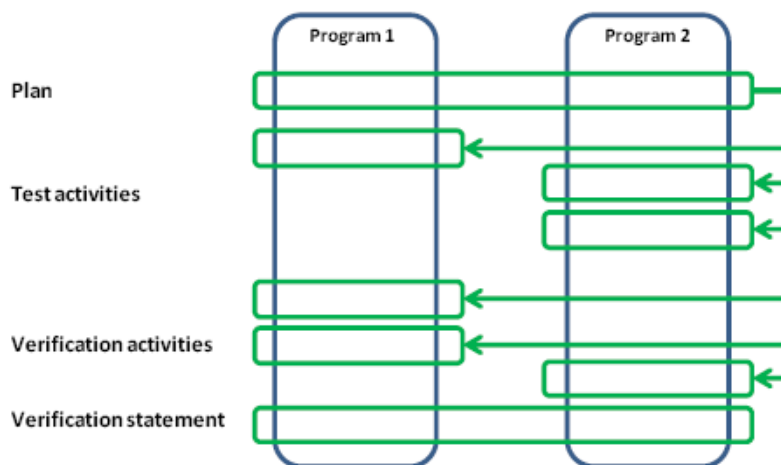 Program 1
Program 2
Plan
Test activities
Verification activities
Verification statement